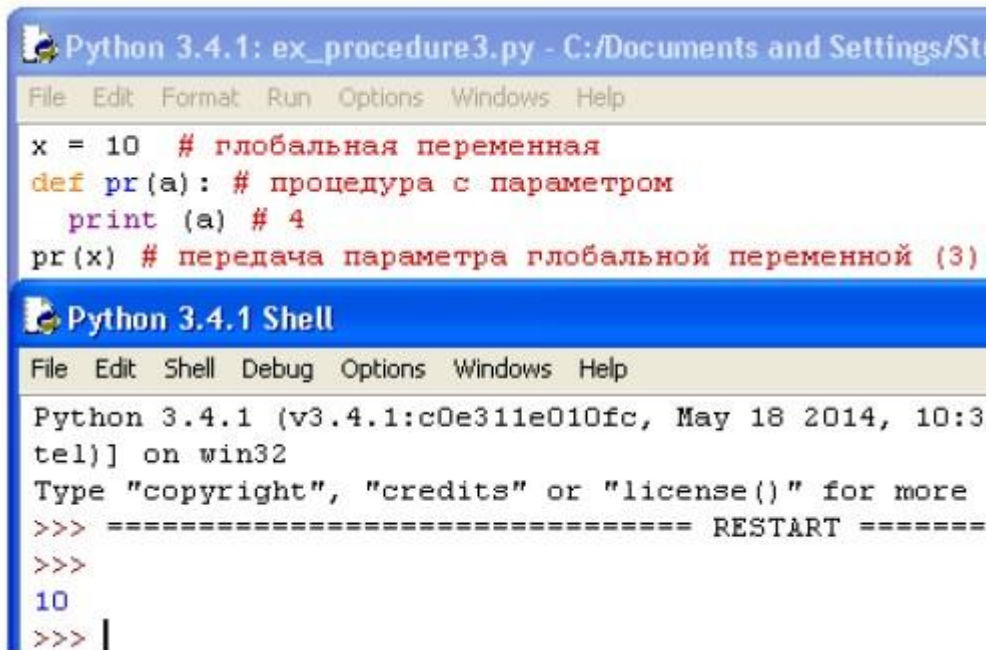 Python 3.4.1: ex_procedure3.py - C:/Documents and Settings/St
File Edit Format Run Options Windows Help
x = 10 # глобальная переменная
def pr(a): # процедура с параметром
print (a) # 4
pr(x) # передача параметра глобальной переменной (3)
Python 3.4.1 Shell
File Edit Shell Debug Options Windows Help
Python 3.4.1 (v3.4.1:c0e311e010fc, May 18 2014, 10:3
tel)] on win32
Type "copyright", "credits" or "license()" for more
>>> ================================ RESTART =======
>>>
10
>>>